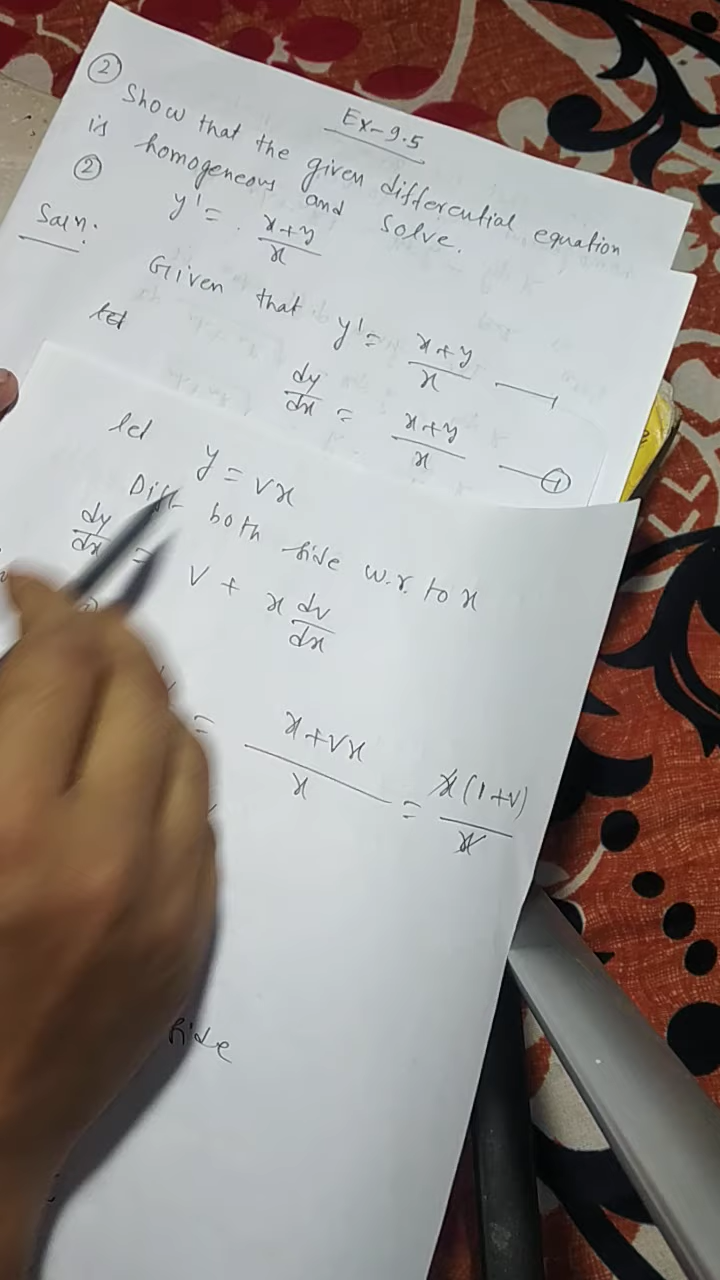 Ex-9.5
② Show that the given differential equation
is homogeneous and solve.
② y' = x+y/x
Soln.
Given that y' = x+y/x
let
dy/dx = x+y/x —①
let y = vx
Diff both side w.r. to x
dy/dx = v + x dv/dx
= x+vx/x = x(1+v)/x
side